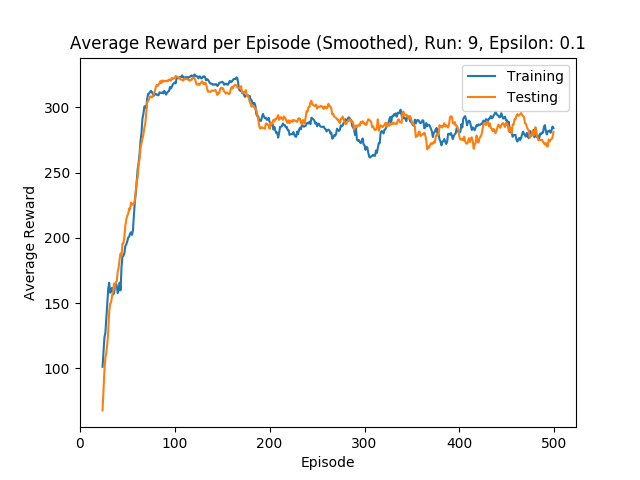 Average Reward per Episode (Smoothed), Run: 9, Epsilon: 0.1
Training
Testing
300
250
200
150
100
Average Reward
0 100 200 300 400 500
Episode